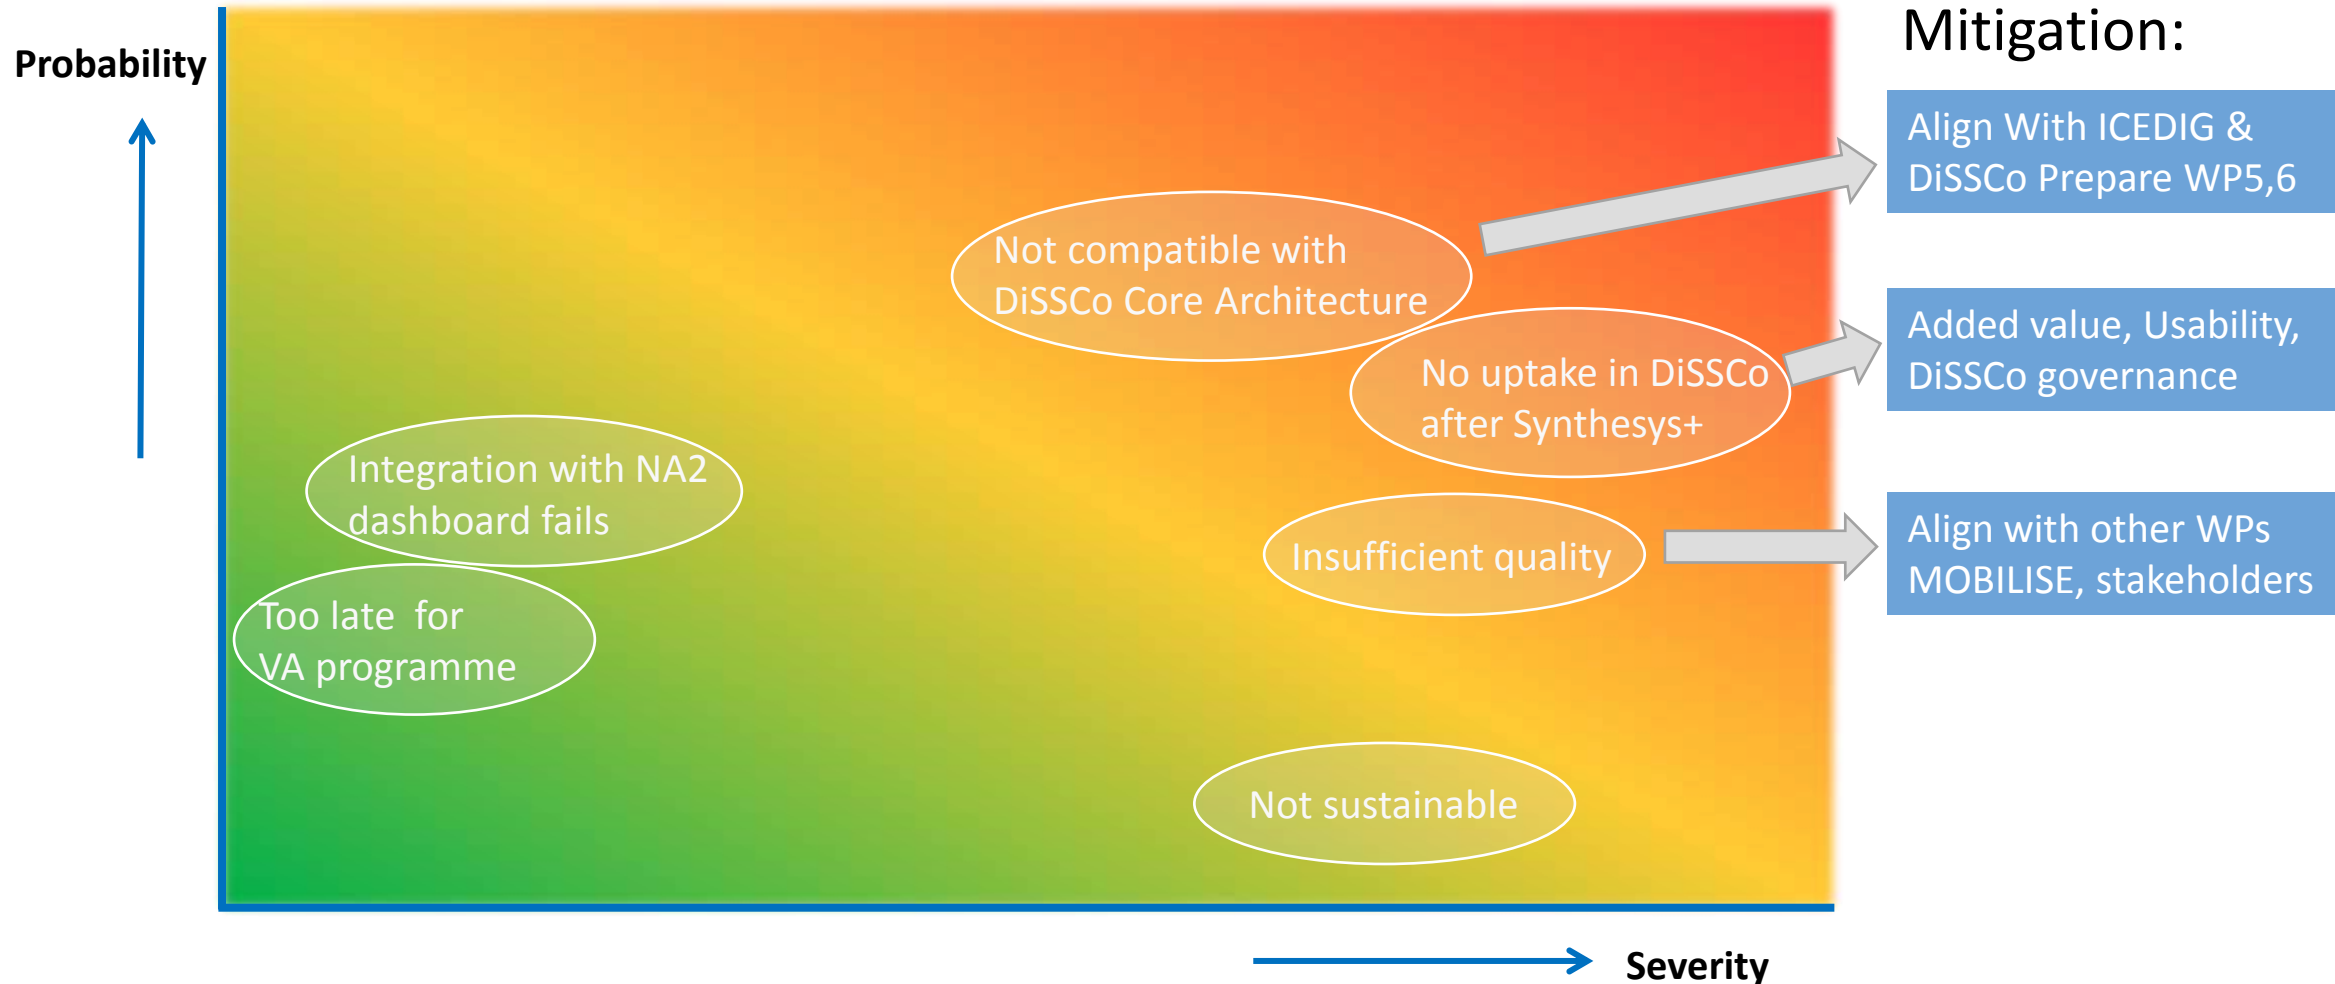 Probability
Mitigation:
Align With ICEDIG &
DiSSCo Prepare WP5,6
Not compatible with
DiSSCo Core Architecture
Added value, Usability,
DiSSCo governance
No uptake in DiSSCo
after Synthesys+
Integration with NA2
dashboard fails
Insufficient quality
Align with other WPs
MOBILISE, stakeholders
Too late for
VA programme
Not sustainable
Severity